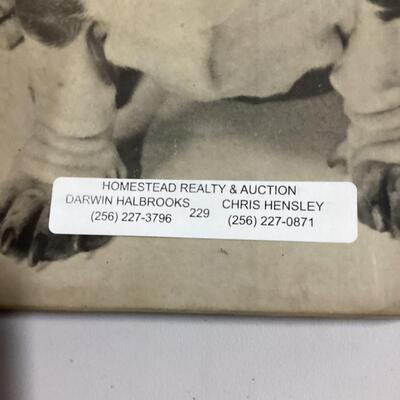 HOMESTEAD REALTY & AUCTION
DARWIN HALBROOKS 229 CHRIS HENSLEY
(256) 227-3796 (256) 227-0871